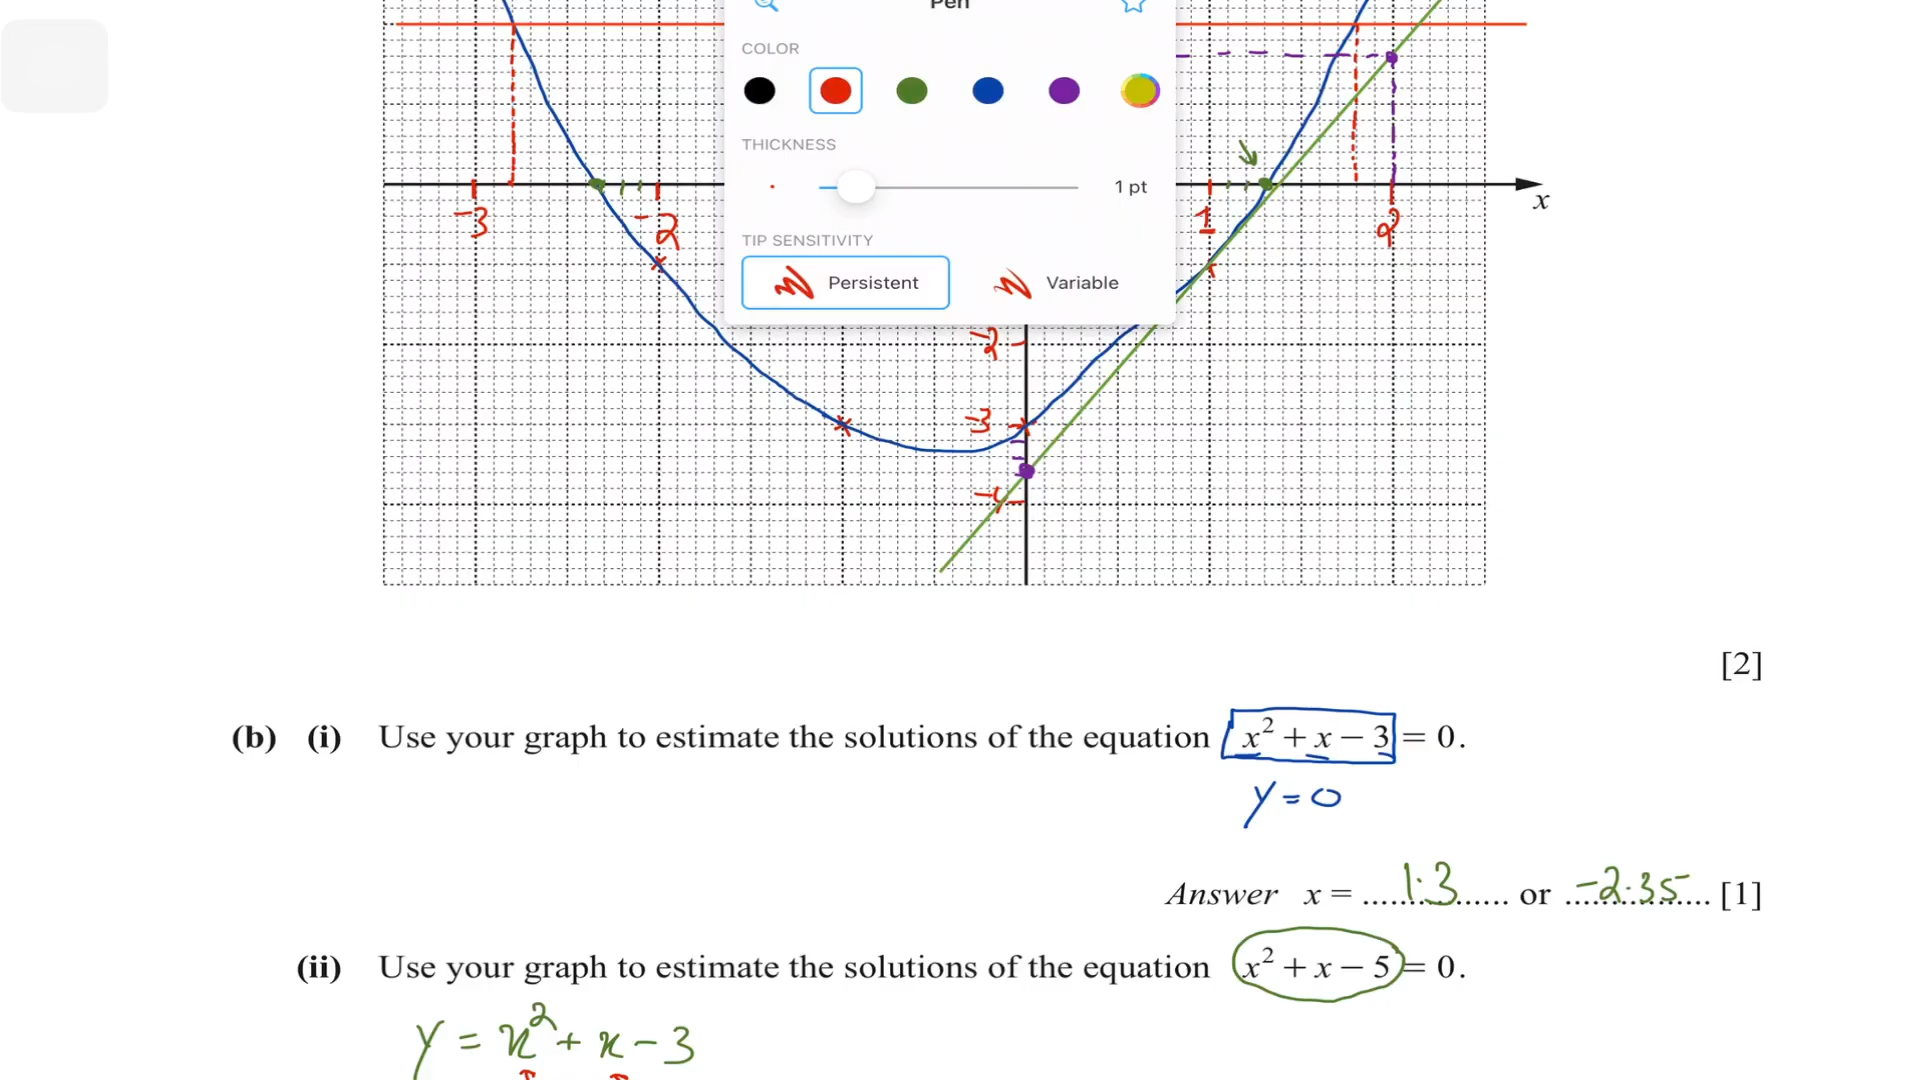 Pen
COLOR
THICKNESS
1 pt
TIP SENSITIVITY
Persistent
Variable
-3
-2
1
2
x
-2
-3
-4
[2]
(b) (i) Use your graph to estimate the solutions of the equation x² + x − 3 = 0.
y = 0
Answer x = ....1.3.... or ....-2.35.... [1]
(ii) Use your graph to estimate the solutions of the equation x² + x − 5 = 0.
y = x² + x - 3